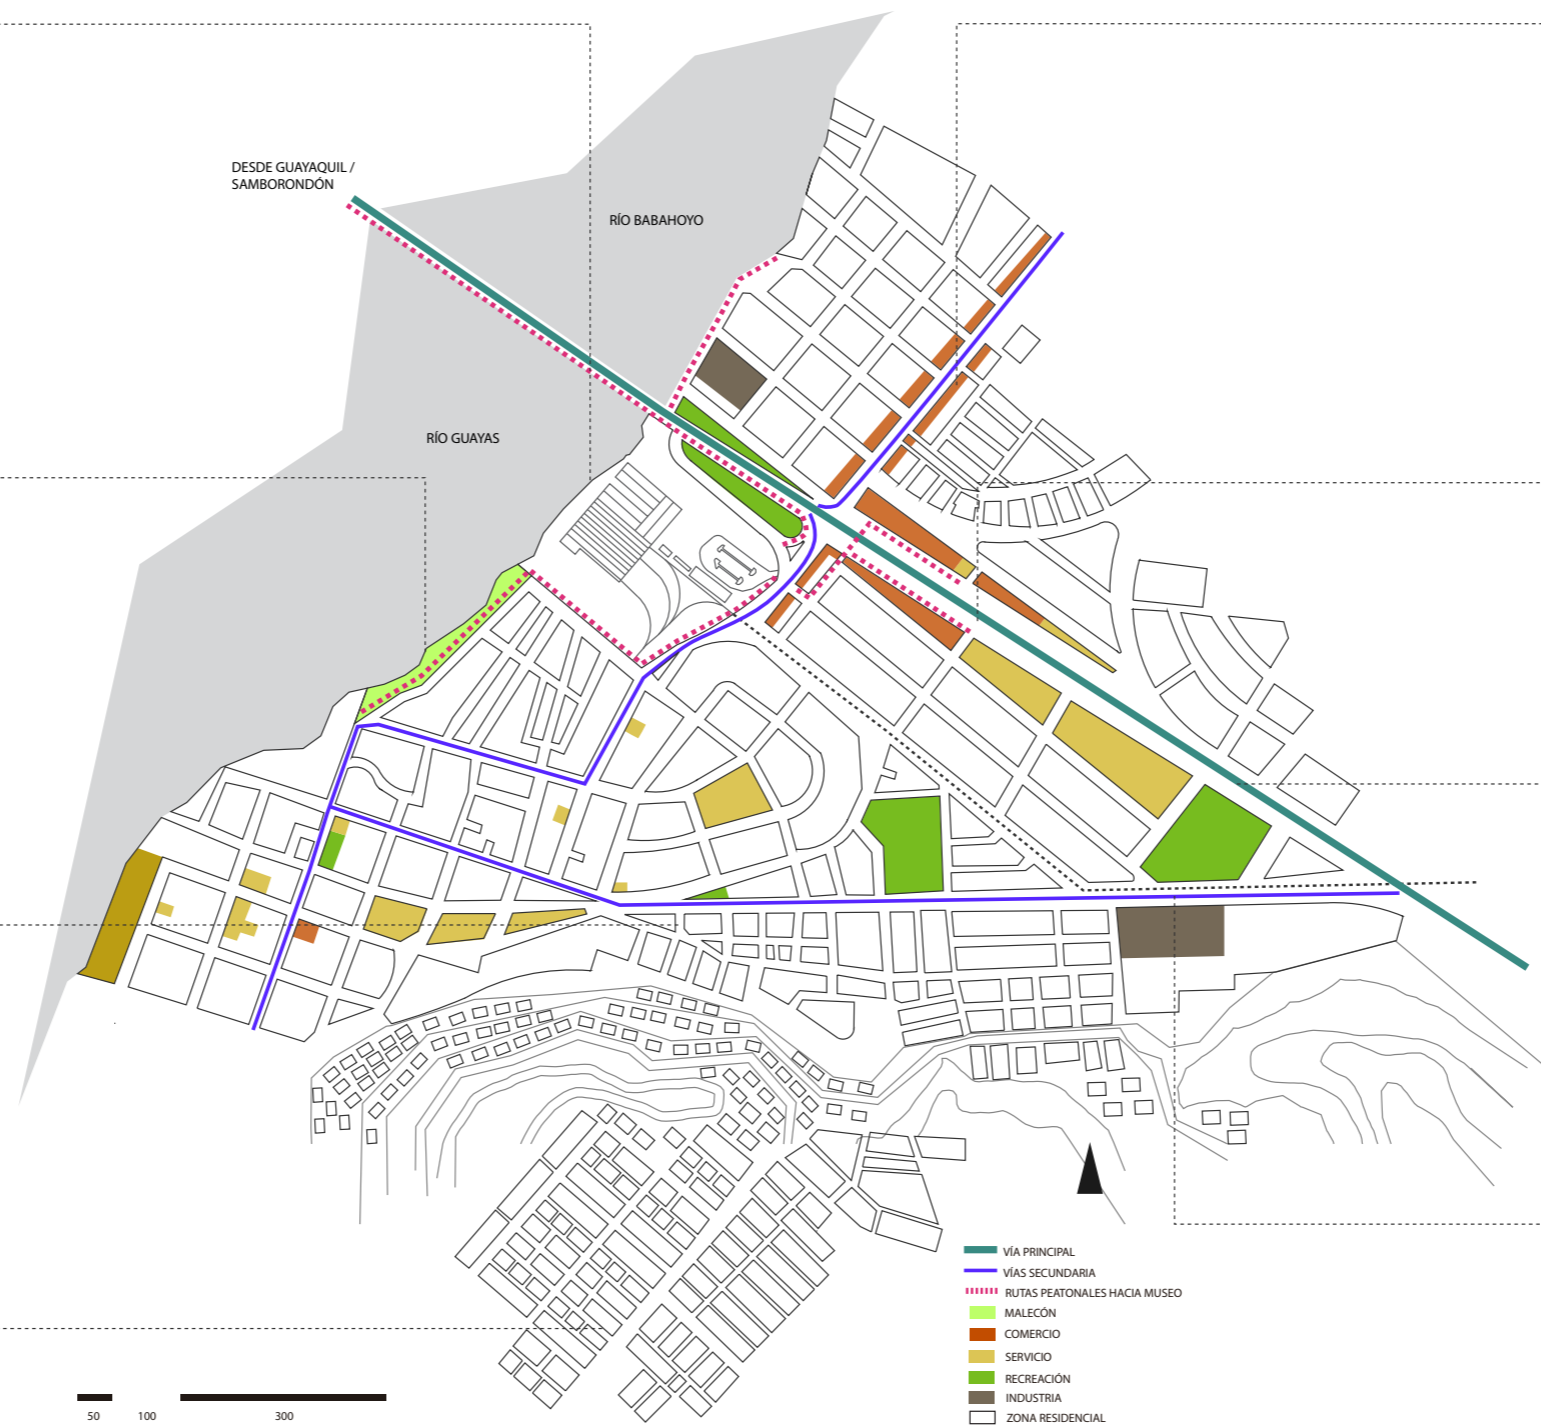 DESDE GUAYAQUIL /
SAMBORONDÓN
RÍO BABAHOYO
RÍO GUAYAS
VÍA PRINCIPAL
VÍAS SECUNDARIA
RUTAS PEATONALES HACIA MUSEO
MALECÓN
COMERCIO
SERVICIO
RECREACIÓN
INDUSTRIA
ZONA RESIDENCIAL
50 100 300